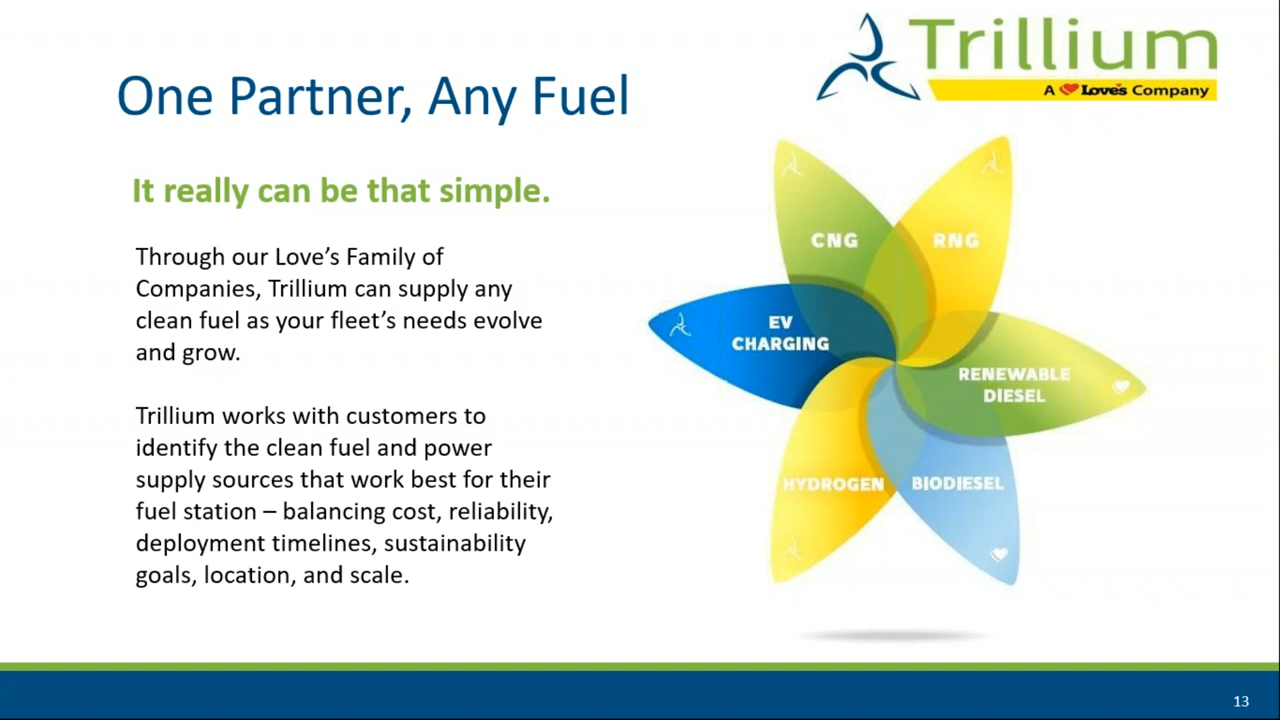 Trillium
A Love's Company
One Partner, Any Fuel
It really can be that simple.
Through our Love’s Family of
Companies, Trillium can supply any
clean fuel as your fleet’s needs evolve
and grow.
Trillium works with customers to
identify the clean fuel and power
supply sources that work best for their
fuel station – balancing cost, reliability,
deployment timelines, sustainability
goals, location, and scale.
CNG
RNG
EV
CHARGING
RENEWABLE
DIESEL
HYDROGEN
BIODIESEL
13